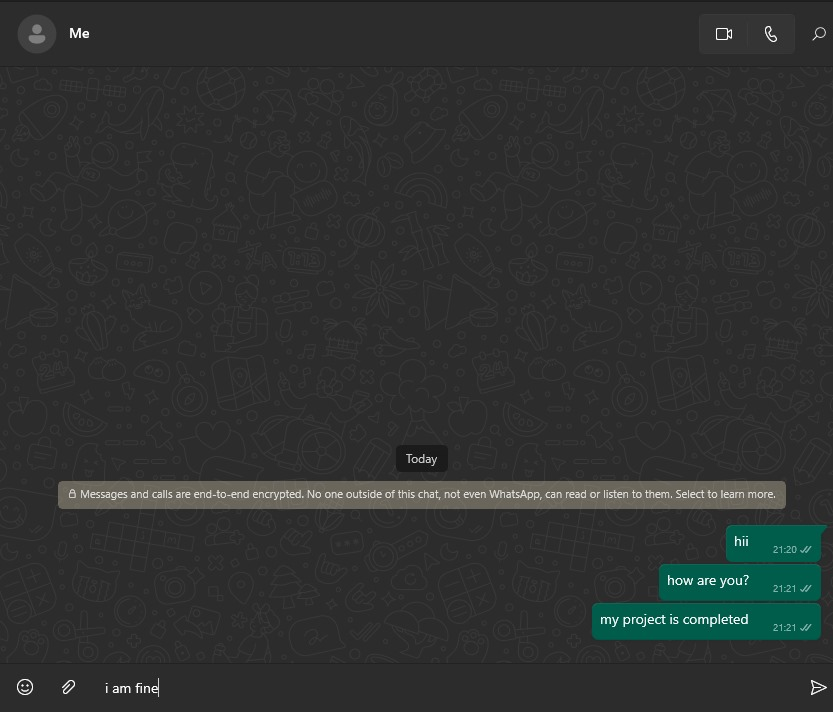 Me
Today
Messages and calls are end-to-end encrypted. No one outside of this chat, not even WhatsApp, can read or listen to them. Select to learn more.
hii
21:20
how are you?
21:21
my project is completed
21:21
i am fine